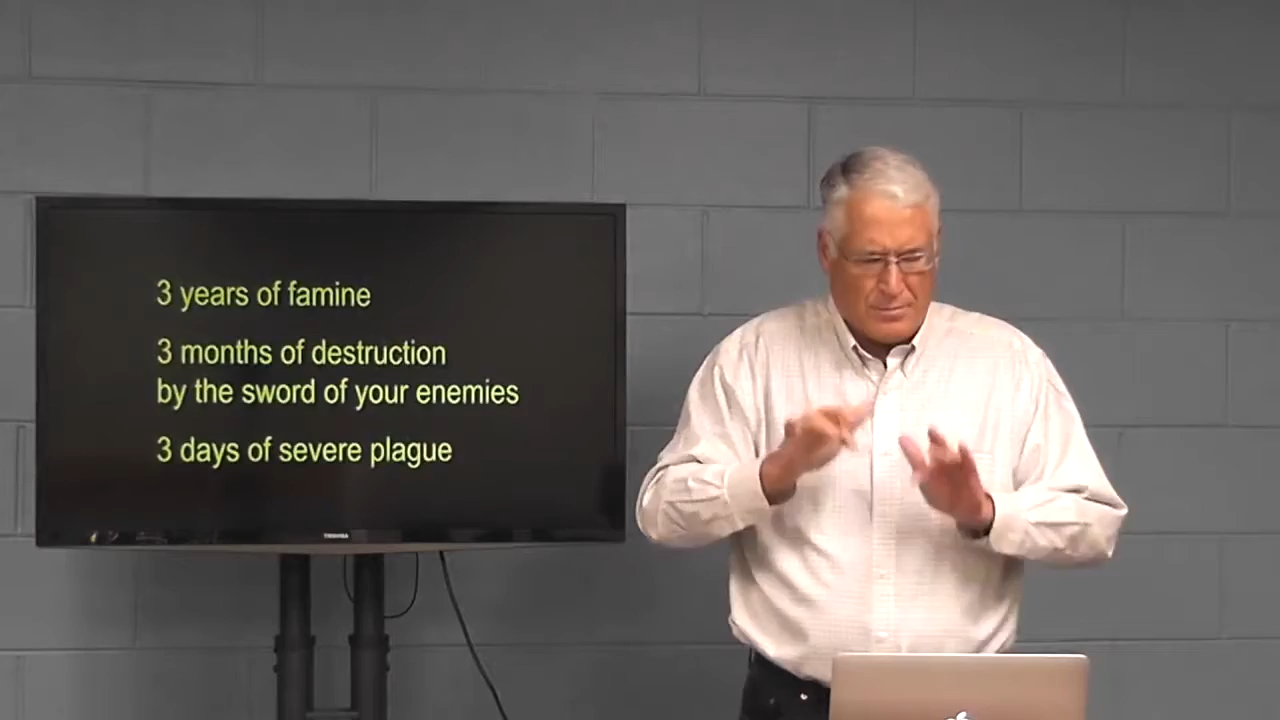 3 years of famine
3 months of destruction
by the sword of your enemies
3 days of severe plague
TOSHIBA